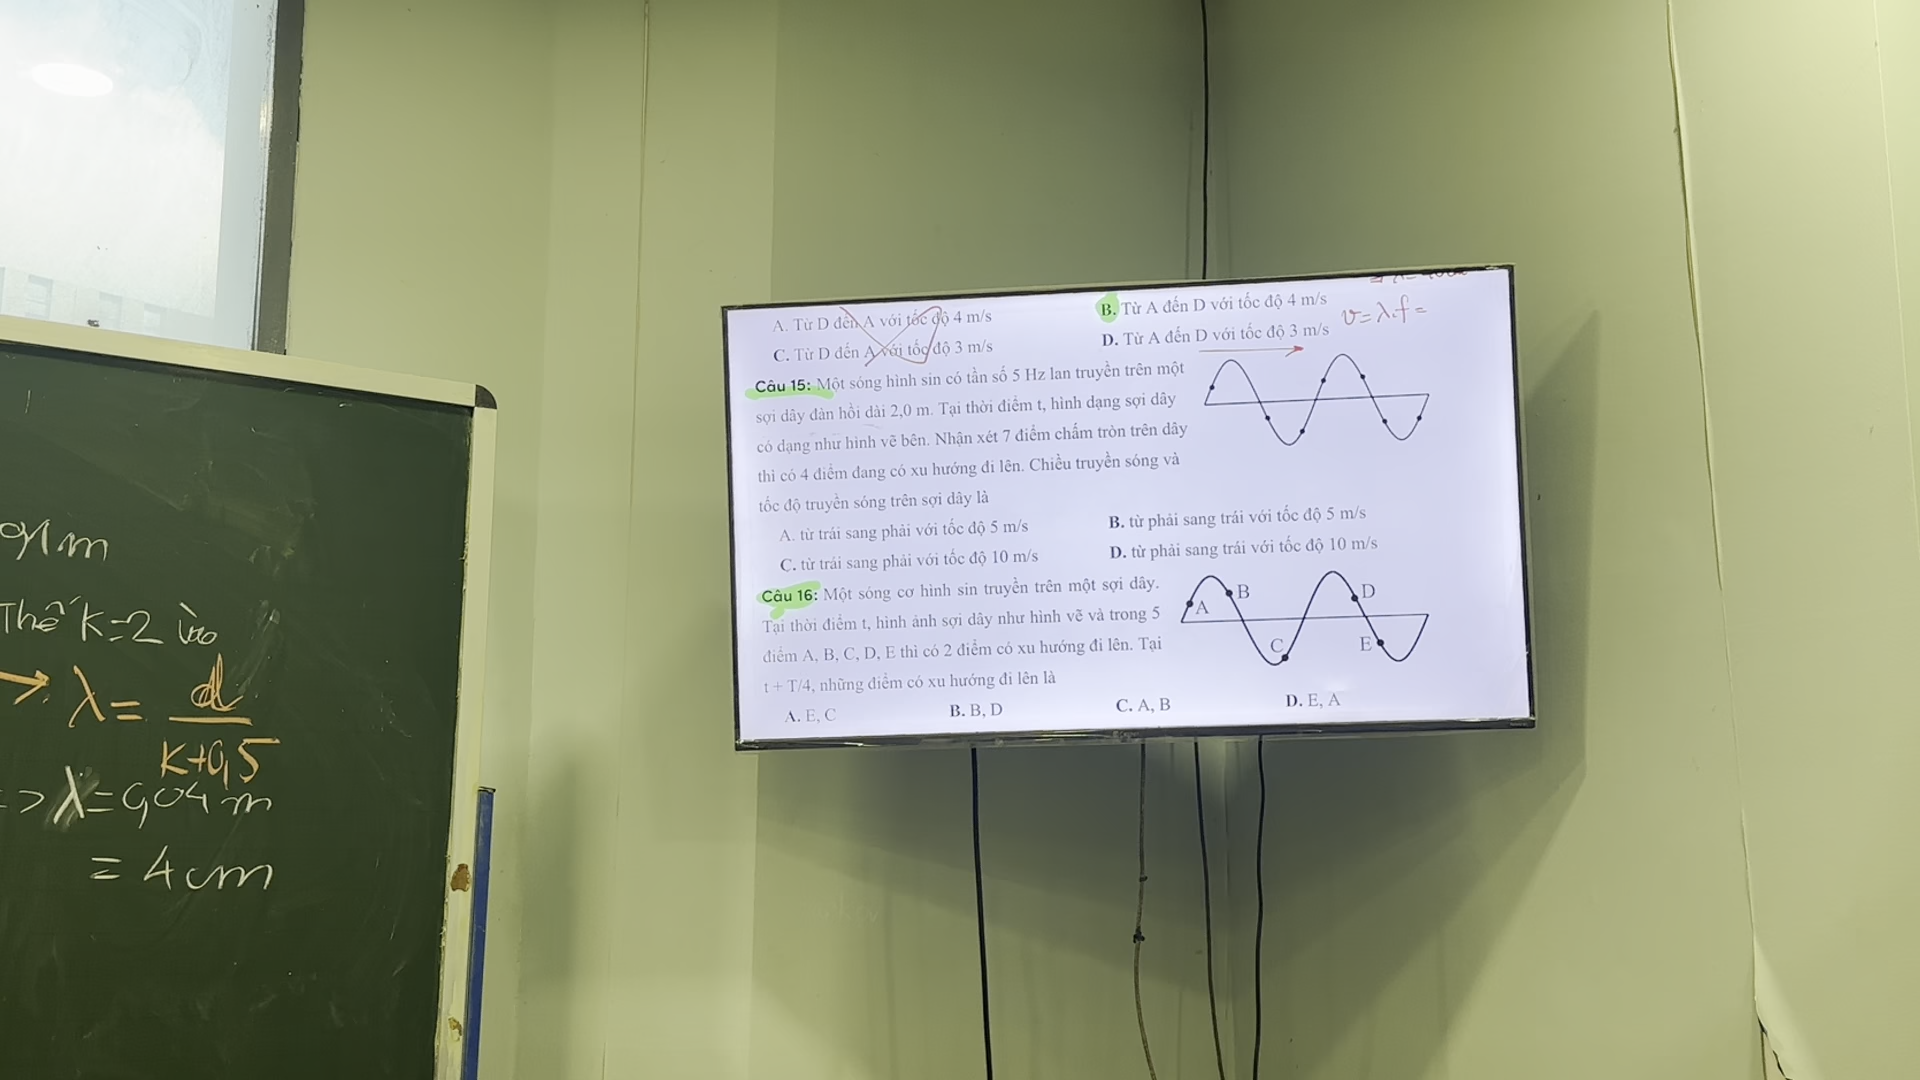 A. Từ D đến A với tốc độ 4 m/s
B. Từ A đến D với tốc độ 4 m/s
C. Từ D đến A với tốc độ 3 m/s
D. Từ A đến D với tốc độ 3 m/s
v=λ.f=
Câu 15: Một sóng hình sin có tần số 5 Hz lan truyền trên một
sợi dây đàn hồi dài 2,0 m. Tại thời điểm t, hình dạng sợi dây
có dạng như hình vẽ bên. Nhận xét 7 điểm chấm tròn trên dây
thì có 4 điểm đang có xu hướng đi lên. Chiều truyền sóng và
tốc độ truyền sóng trên sợi dây là
A. từ trái sang phải với tốc độ 5 m/s
B. từ phải sang trái với tốc độ 5 m/s
C. từ trái sang phải với tốc độ 10 m/s
D. từ phải sang trái với tốc độ 10 m/s
Câu 16: Một sóng cơ hình sin truyền trên một sợi dây.
Tại thời điểm t, hình ảnh sợi dây như hình vẽ và trong 5
điểm A, B, C, D, E thì có 2 điểm có xu hướng đi lên. Tại
t + T/4, những điểm có xu hướng đi lên là
A B C D E
A. E, C
B. B, D
C. A, B
D. E, A
Thế K=2 vào
→ λ= d
K+0,5
=> λ=0,04 m
= 4cm